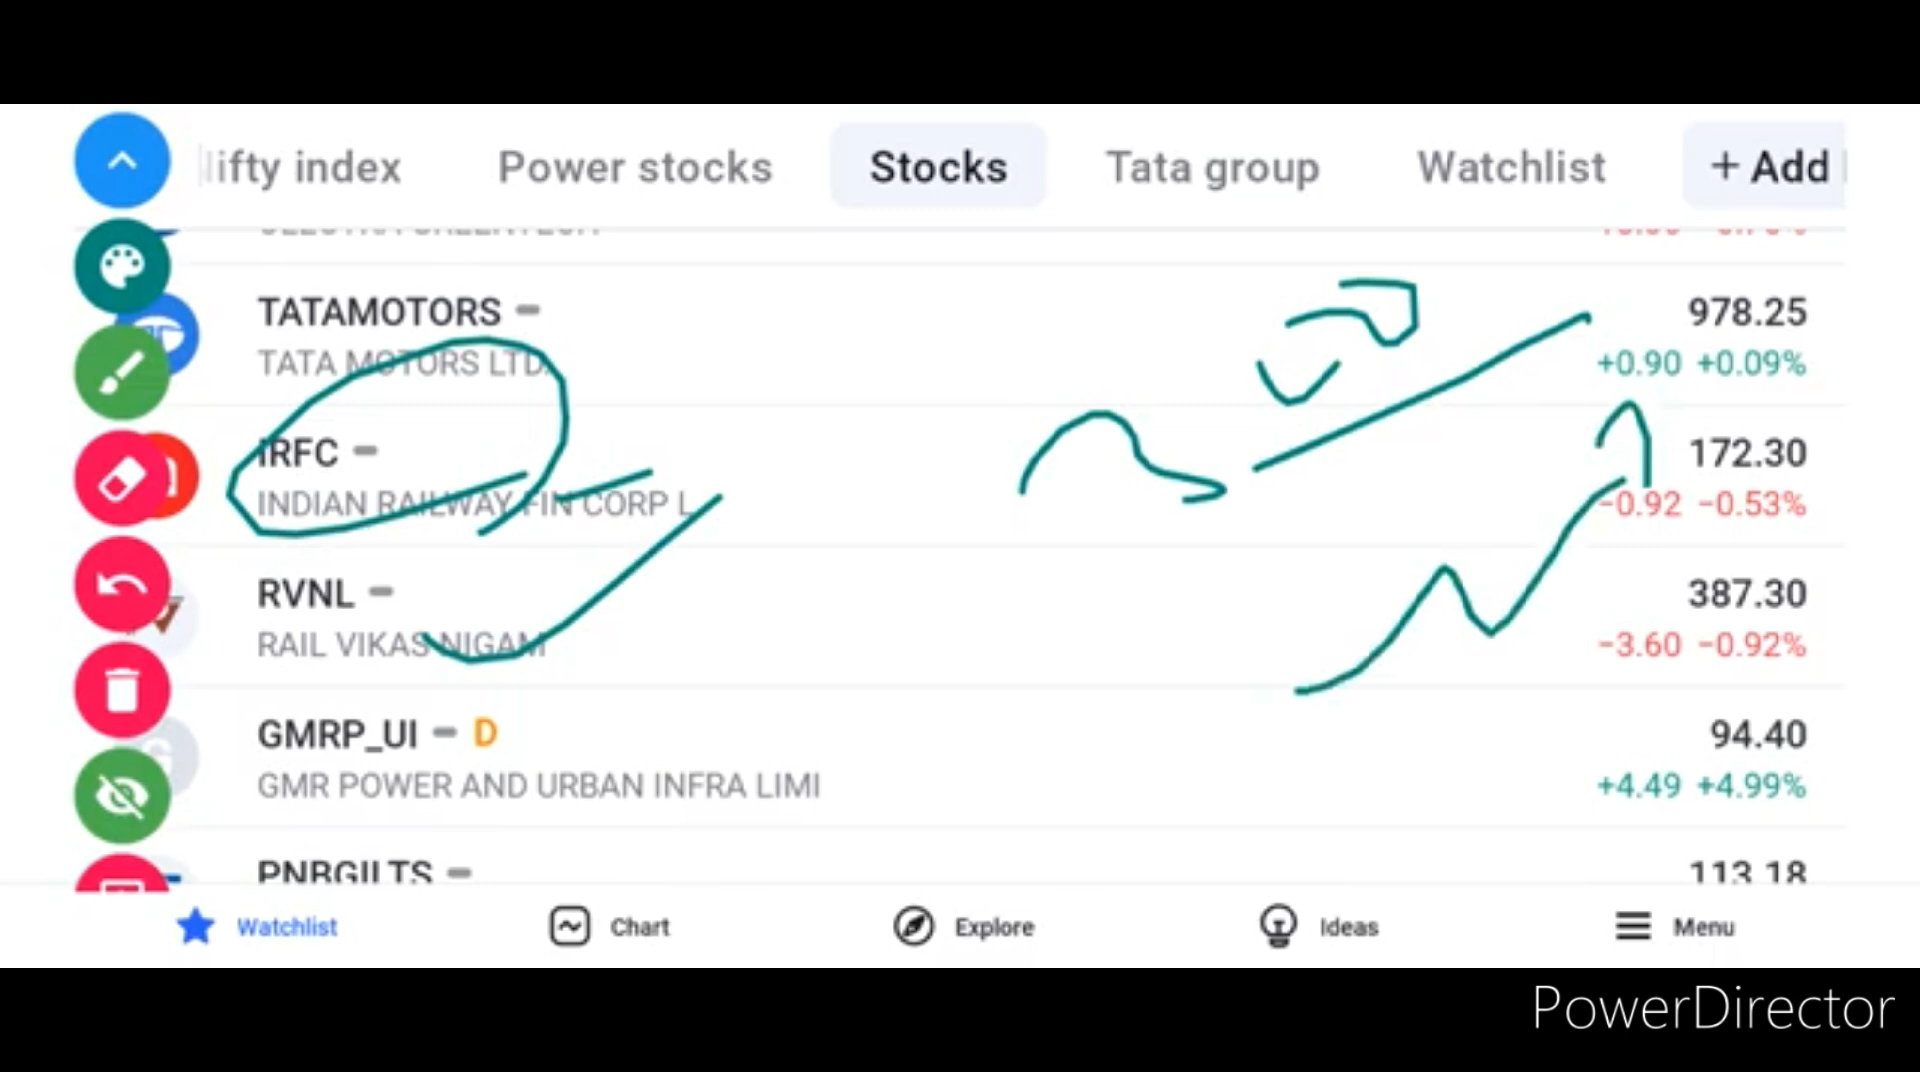 lifty index Power stocks Stocks Tata group Watchlist + Add
TATAMOTORS
978.25
TATA MOTORS LTD.
+0.90 +0.09%
IRFC
172.30
INDIAN RAILWAY FIN CORP L
−0.92 −0.53%
RVNL
387.30
RAIL VIKAS NIGAM
−3.60 −0.92%
GMRP_UI D
94.40
GMR POWER AND URBAN INFRA LIMI
+4.49 +4.99%
PNBGILTS
113.18
Watchlist Chart Explore Ideas Menu
PowerDirector